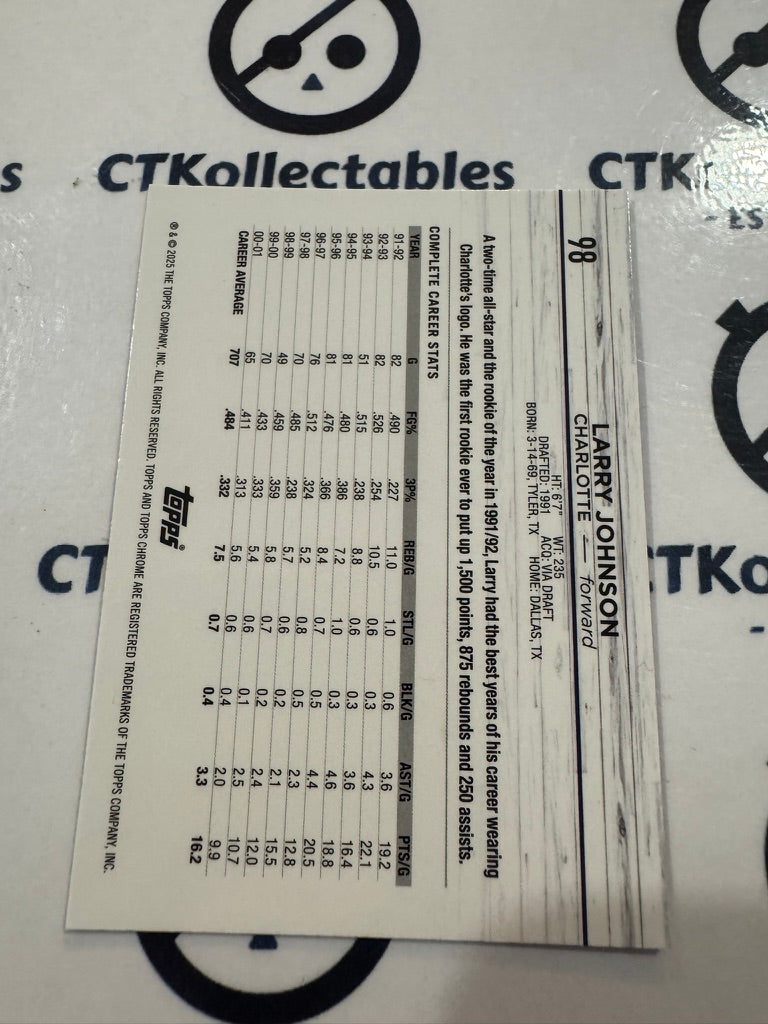 CTKollectables
CTK
- ES
CT
TKo
98
LARRY JOHNSON
CHARLOTTE — forward
HT: 6'7" WT: 235
DRAFTED: 1991 ACQ: VIA DRAFT
BORN: 3-14-69, TYLER, TX HOME: DALLAS, TX
A two-time all-star and the rookie of the year in 1991/92, Larry had the best years of his career wearing
Charlotte's logo. He was the first rookie ever to put up 1,500 points, 875 rebounds and 250 assists.
COMPLETE CAREER STATS
YEAR G FG% 3P% REB/G STL/G BLK/G AST/G PTS/G
91-92 82 .490 .227 11.0 1.0 0.6 3.6 19.2
92-93 82 .526 .254 10.5 0.6 0.3 4.3 22.1
93-94 51 .515 .238 8.8 0.6 0.3 3.6 16.4
94-95 81 .480 .386 7.2 1.0 0.3 4.6 18.8
95-96 81 .476 .366 8.4 0.7 0.5 4.4 20.5
96-97 76 .512 .324 5.2 0.8 0.5 2.3 12.8
97-98 70 .485 .238 5.7 0.6 0.2 2.1 15.5
98-99 49 .459 .359 5.8 0.7 0.2 2.4 12.0
99-00 70 .433 .333 5.4 0.6 0.1 2.5 10.7
00-01 65 .411 .313 5.6 0.6 0.4 2.0 9.9
CAREER AVERAGE 707 .484 .332 7.5 0.7 0.4 3.3 16.2
topps
® & © 2025 THE TOPPS COMPANY, INC. ALL RIGHTS RESERVED. TOPPS AND TOPPS CHROME ARE REGISTERED TRADEMARKS OF THE TOPPS COMPANY, INC.